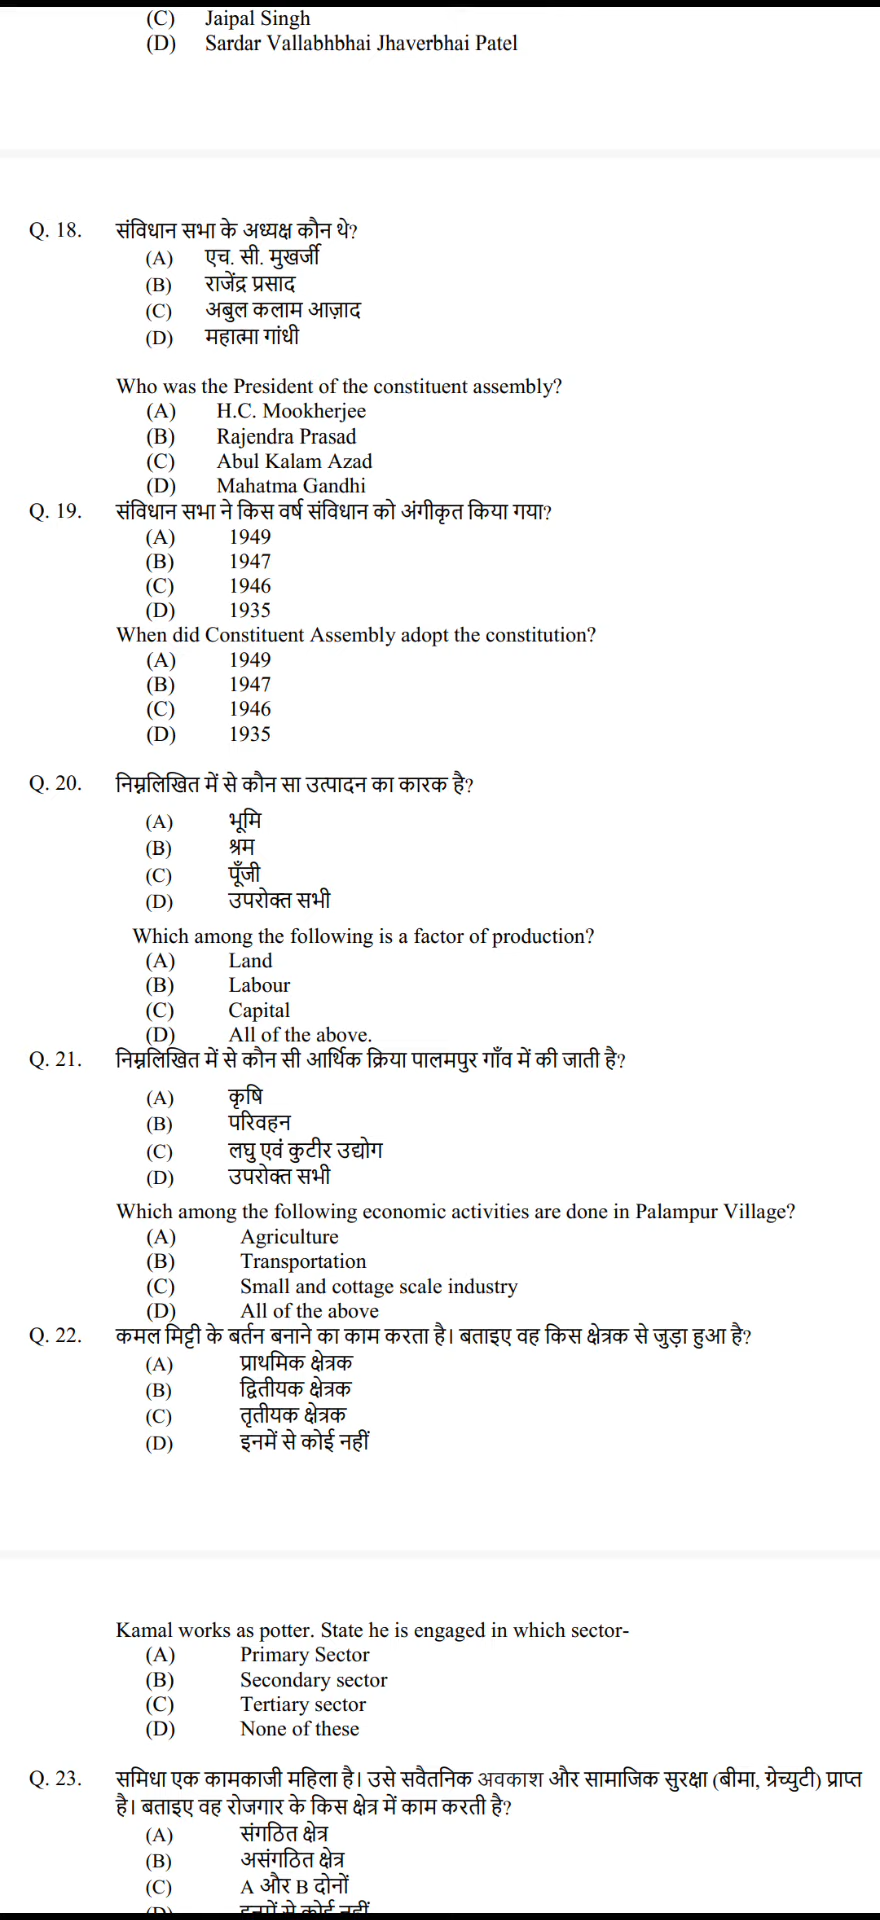 (C) Jaipal Singh
(D) Sardar Vallabhbhai Jhaverbhai Patel
Q. 18. संविधान सभा के अध्यक्ष कौन थे?
(A) एच. सी. मुखर्जी
(B) राजेंद्र प्रसाद
(C) अबुल कलाम आज़ाद
(D) महात्मा गांधी
Who was the President of the constituent assembly?
(A) H.C. Mookherjee
(B) Rajendra Prasad
(C) Abul Kalam Azad
(D) Mahatma Gandhi
Q. 19. संविधान सभा ने किस वर्ष संविधान को अंगीकृत किया गया?
(A) 1949
(B) 1947
(C) 1946
(D) 1935
When did Constituent Assembly adopt the constitution?
(A) 1949
(B) 1947
(C) 1946
(D) 1935
Q. 20. निम्नलिखित में से कौन सा उत्पादन का कारक है?
(A) भूमि
(B) श्रम
(C) पूँजी
(D) उपरोक्त सभी
Which among the following is a factor of production?
(A) Land
(B) Labour
(C) Capital
(D) All of the above.
Q. 21. निम्नलिखित में से कौन सी आर्थिक क्रिया पालमपुर गाँव में की जाती है?
(A) कृषि
(B) परिवहन
(C) लघु एवं कुटीर उद्योग
(D) उपरोक्त सभी
Which among the following economic activities are done in Palampur Village?
(A) Agriculture
(B) Transportation
(C) Small and cottage scale industry
(D) All of the above
Q. 22. कमल मिट्टी के बर्तन बनाने का काम करता है। बताइए वह किस क्षेत्रक से जुड़ा हुआ है?
(A) प्राथमिक क्षेत्रक
(B) द्वितीयक क्षेत्रक
(C) तृतीयक क्षेत्रक
(D) इनमें से कोई नहीं
Kamal works as potter. State he is engaged in which sector-
(A) Primary Sector
(B) Secondary sector
(C) Tertiary sector
(D) None of these
Q. 23. समिधा एक कामकाजी महिला है। उसे सवैतनिक अवकाश और सामाजिक सुरक्षा (बीमा, ग्रेच्युटी) प्राप्त
है। बताइए वह रोजगार के किस क्षेत्र में काम करती है?
(A) संगठित क्षेत्र
(B) असंगठित क्षेत्र
(C) A और B दोनों
(D) इनमें से कोई नहीं